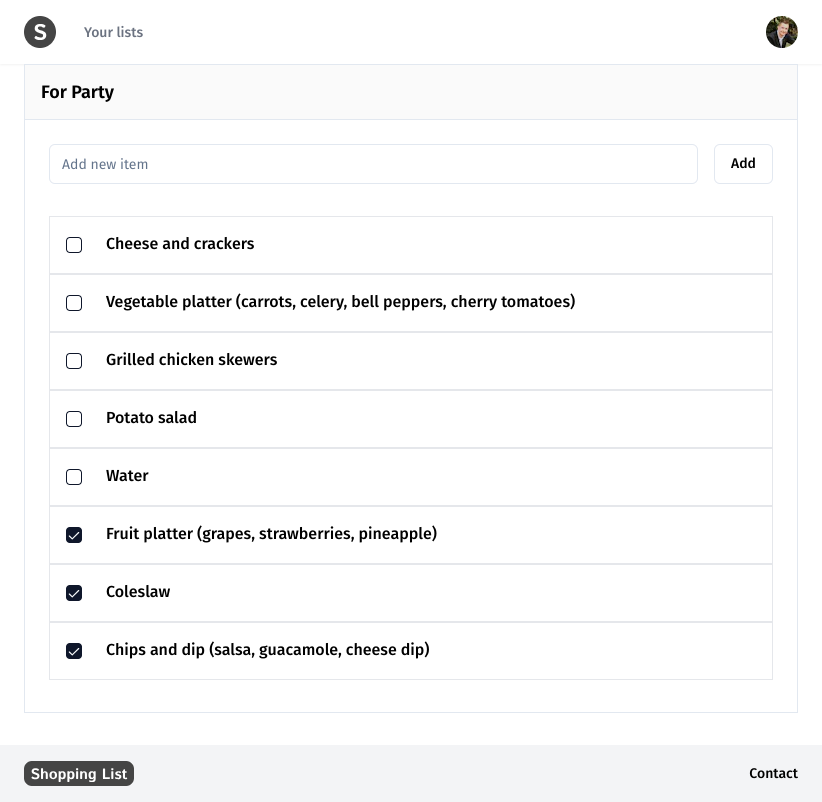 S
Your lists
For Party
Add new item
Add
Cheese and crackers
Vegetable platter (carrots, celery, bell peppers, cherry tomatoes)
Grilled chicken skewers
Potato salad
Water
Fruit platter (grapes, strawberries, pineapple)
Coleslaw
Chips and dip (salsa, guacamole, cheese dip)
Shopping List
Contact